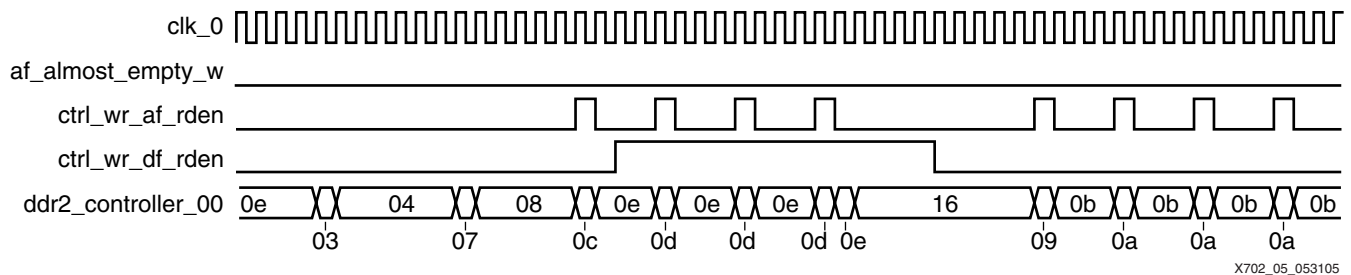 clk_0
af_almost_empty_w
ctrl_wr_af_rden
ctrl_wr_df_rden
ddr2_controller_00 0e 04 08 0e 0e 0e 16 0b 0b 0b 0b
03 07 0c 0d 0d 0d 0e 09 0a 0a 0a
X702_05_053105